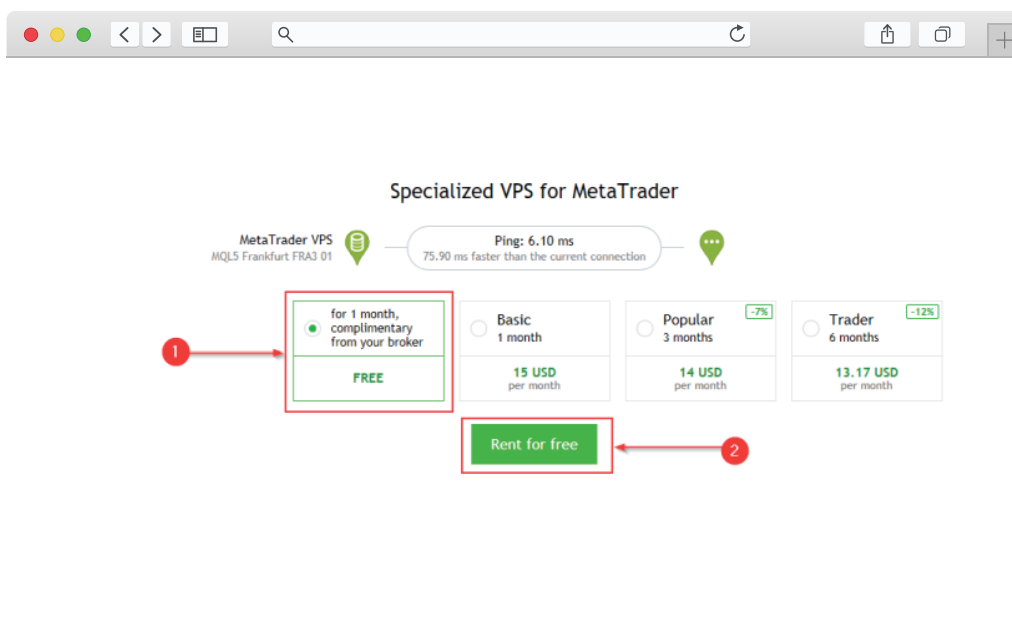 Specialized VPS for MetaTrader
MetaTrader VPS
MQL5 Frankfurt FRA3 01
Ping: 6.10 ms
75.90 ms faster than the current connection
for 1 month,
complimentary
from your broker
FREE
Basic
1 month
15 USD
per month
Popular
3 months
-7%
14 USD
per month
Trader
6 months
-12%
13.17 USD
per month
1
Rent for free
2